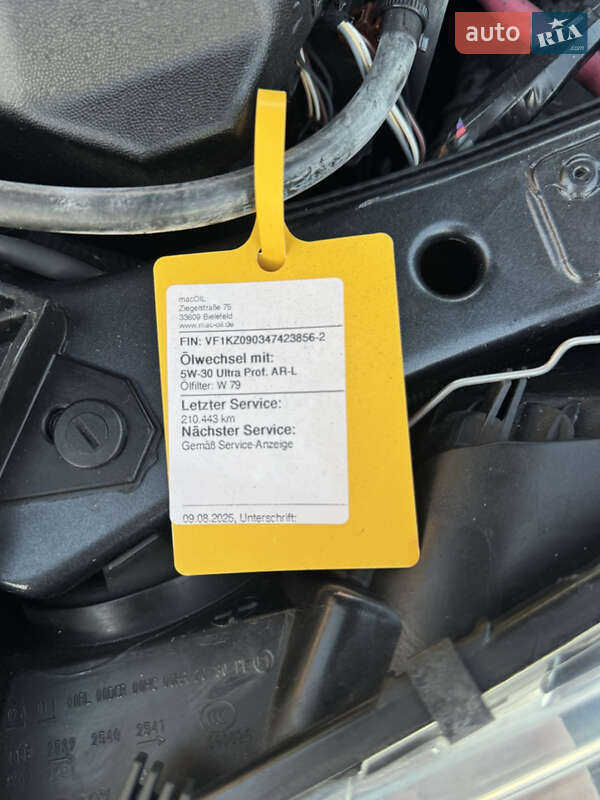 auto RIA .com
macOIL
Ziegelstraße 75
33609 Bielefeld
www.mac-oil.de
FIN: VF1KZ090347423856-2
Ölwechsel mit:
5W-30 Ultra Prof. AR-L
Ölfilter: W 79
Letzter Service:
210.443 km
Nächster Service:
Gemäß Service-Anzeige
09.08.2025, Unterschrift:
2527 2540 2541